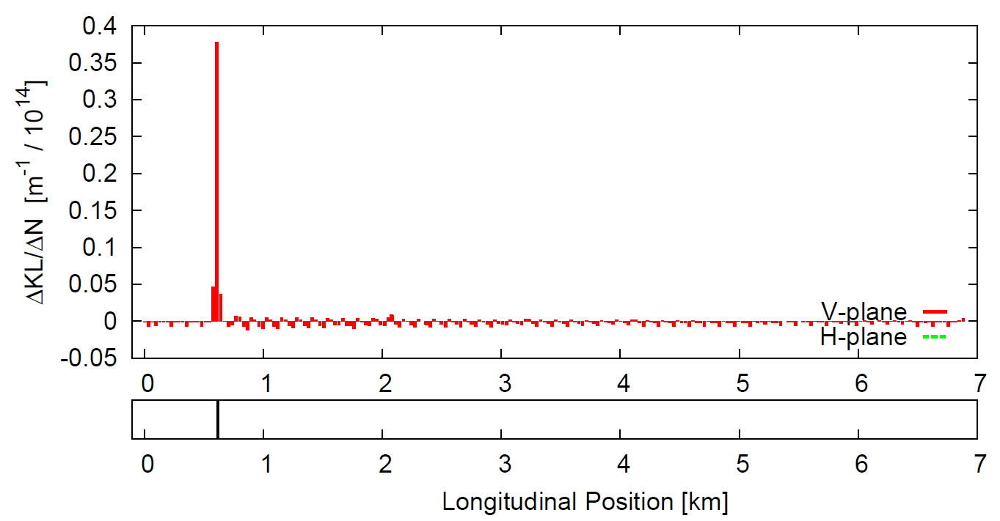 0.4
0.35
0.3
0.25
0.2
0.15
0.1
0.05
0
-0.05
ΔKL/ΔN [m⁻¹ / 10¹⁴]
V-plane
H-plane
0 1 2 3 4 5 6 7
0 1 2 3 4 5 6 7
Longitudinal Position [km]